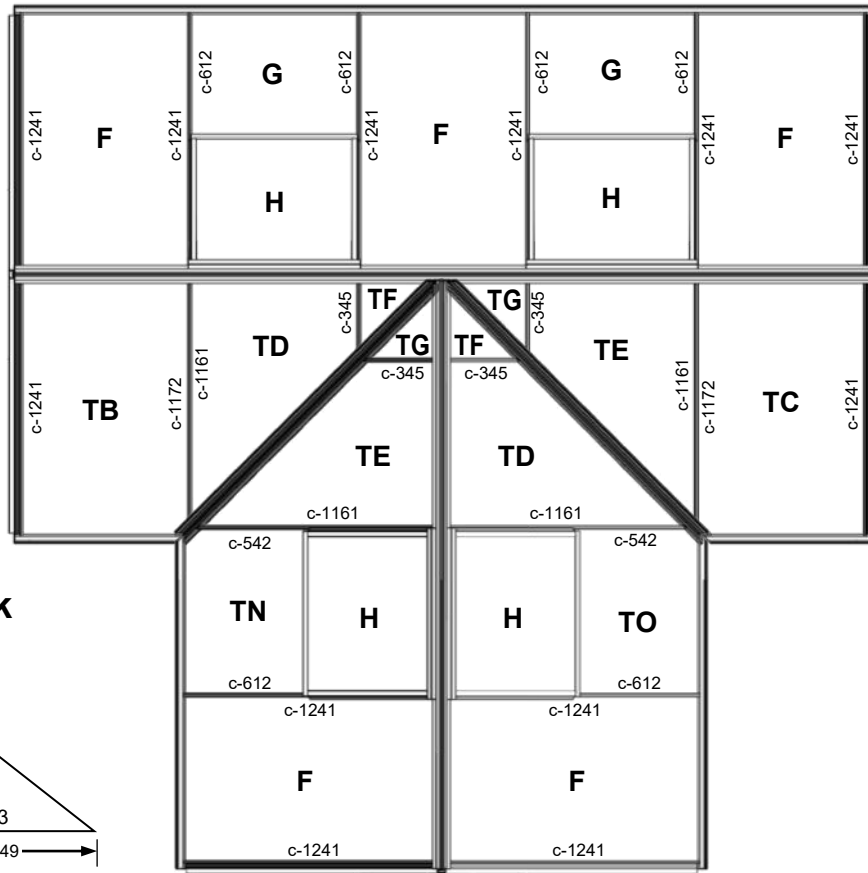 c-612 c-612 c-612 c-612
G G
c-1241 F c-1241 c-1241 F c-1241 c-1241 F c-1241
H H
TF TG
c-345 c-345
TD TG TF TE
c-345 c-345
c-1241 TB c-1172 c-1161 c-1161 c-1172 TC c-1241
TE TD
c-1161 c-1161
c-542 c-542
k
TN H H TO
c-612 c-612
c-1241 c-1241
F F
3
49
c-1241 c-1241